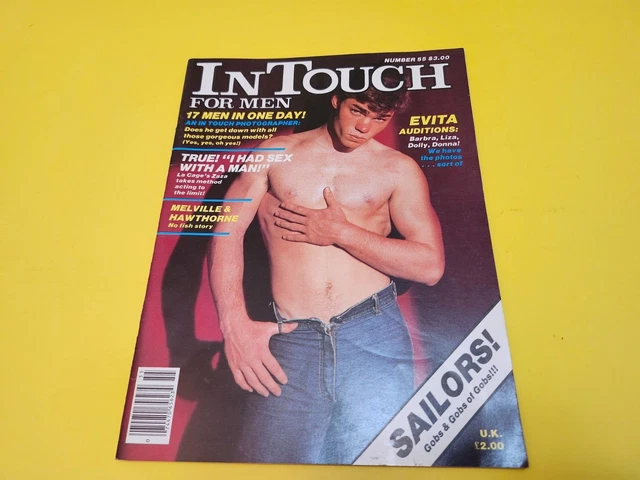 NUMBER 55 $3.00
IN TOUCH
FOR MEN
17 MEN IN ONE DAY!
AN IN TOUCH PHOTOGRAPHER:
Does he get down with all
those gorgeous models?
(Yes, yes, oh yes!)
TRUE! "I HAD SEX
WITH A MAN!"
La Cage's Zaza
takes method
acting to
the limit!
MELVILLE &
HAWTHORNE
No fish story
EVITA
AUDITIONS:
Barbra, Liza,
Dolly, Donna!
We have
the photos
. . . sort of
SAILORS!
Gobs & Gobs of Gobs!!!
U.K.
£2.00